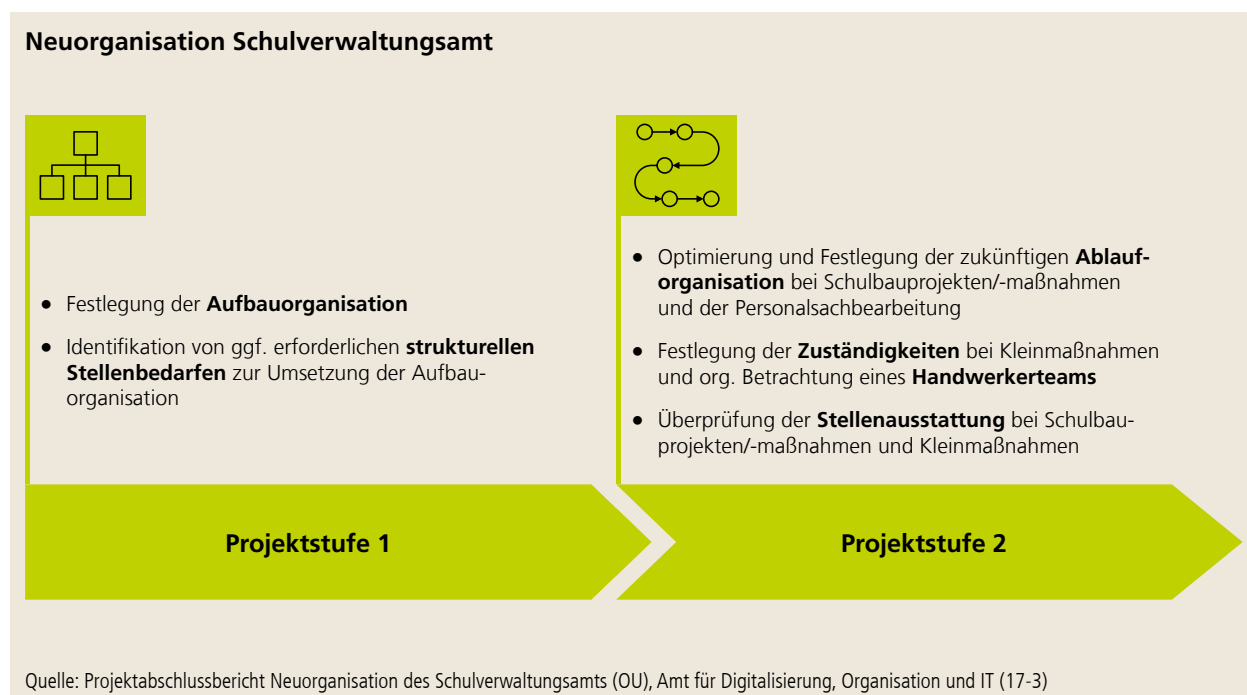 Neuorganisation Schulverwaltungsamt
• Festlegung der Aufbauorganisation
• Identifikation von ggf. erforderlichen strukturellen
Stellenbedarfen zur Umsetzung der Aufbau-
organisation
• Optimierung und Festlegung der zukünftigen Ablauf-
organisation bei Schulbauprojekten/-maßnahmen
und der Personalsachbearbeitung
• Festlegung der Zuständigkeiten bei Kleinmaßnahmen
und org. Betrachtung eines Handwerkerteams
• Überprüfung der Stellenausstattung bei Schulbau-
projekten/-maßnahmen und Kleinmaßnahmen
Projektstufe 1
Projektstufe 2
Quelle: Projektabschlussbericht Neuorganisation des Schulverwaltungsamts (OU), Amt für Digitalisierung, Organisation und IT (17-3)